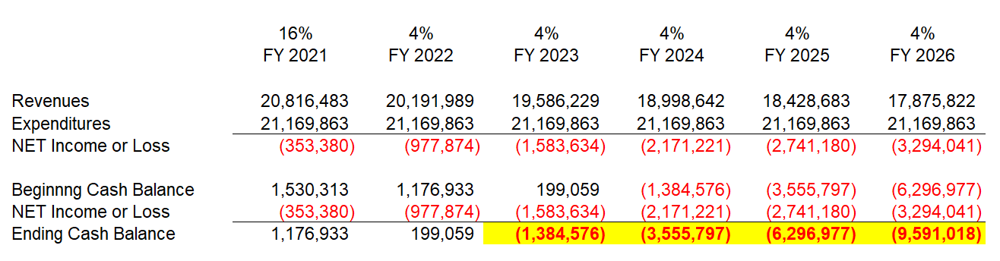 16% 4% 4% 4% 4% 4%
FY 2021 FY 2022 FY 2023 FY 2024 FY 2025 FY 2026
Revenues 20,816,483 20,191,989 19,586,229 18,998,642 18,428,683 17,875,822
Expenditures 21,169,863 21,169,863 21,169,863 21,169,863 21,169,863 21,169,863
NET Income or Loss (353,380) (977,874) (1,583,634) (2,171,221) (2,741,180) (3,294,041)
Beginnng Cash Balance 1,530,313 1,176,933 199,059 (1,384,576) (3,555,797) (6,296,977)
NET Income or Loss (353,380) (977,874) (1,583,634) (2,171,221) (2,741,180) (3,294,041)
Ending Cash Balance 1,176,933 199,059 (1,384,576) (3,555,797) (6,296,977) (9,591,018)